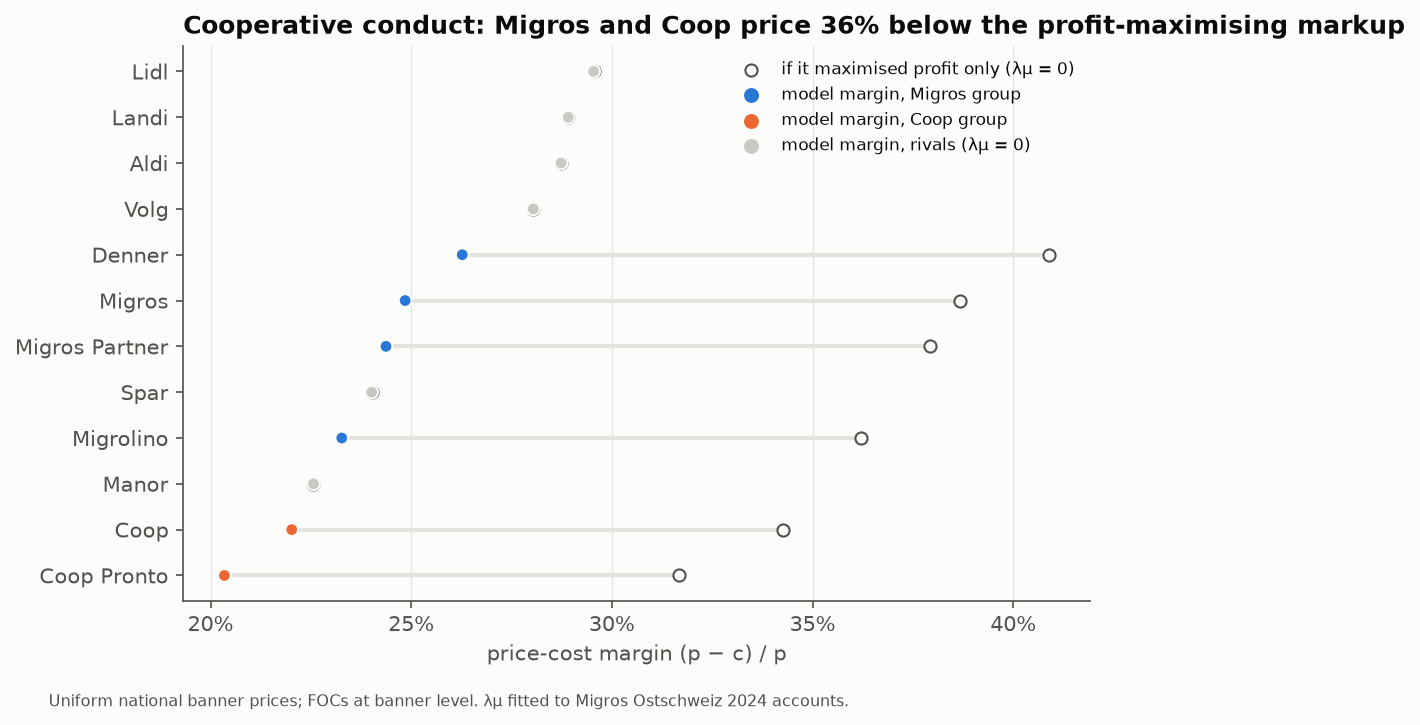 Cooperative conduct: Migros and Coop price 36% below the profit-maximising markup
if it maximised profit only (λμ = 0)
model margin, Migros group
model margin, Coop group
model margin, rivals (λμ = 0)
Lidl
Landi
Aldi
Volg
Denner
Migros
Migros Partner
Spar
Migrolino
Manor
Coop
Coop Pronto
20% 25% 30% 35% 40%
price-cost margin (p − c) / p
Uniform national banner prices; FOCs at banner level. λμ fitted to Migros Ostschweiz 2024 accounts.